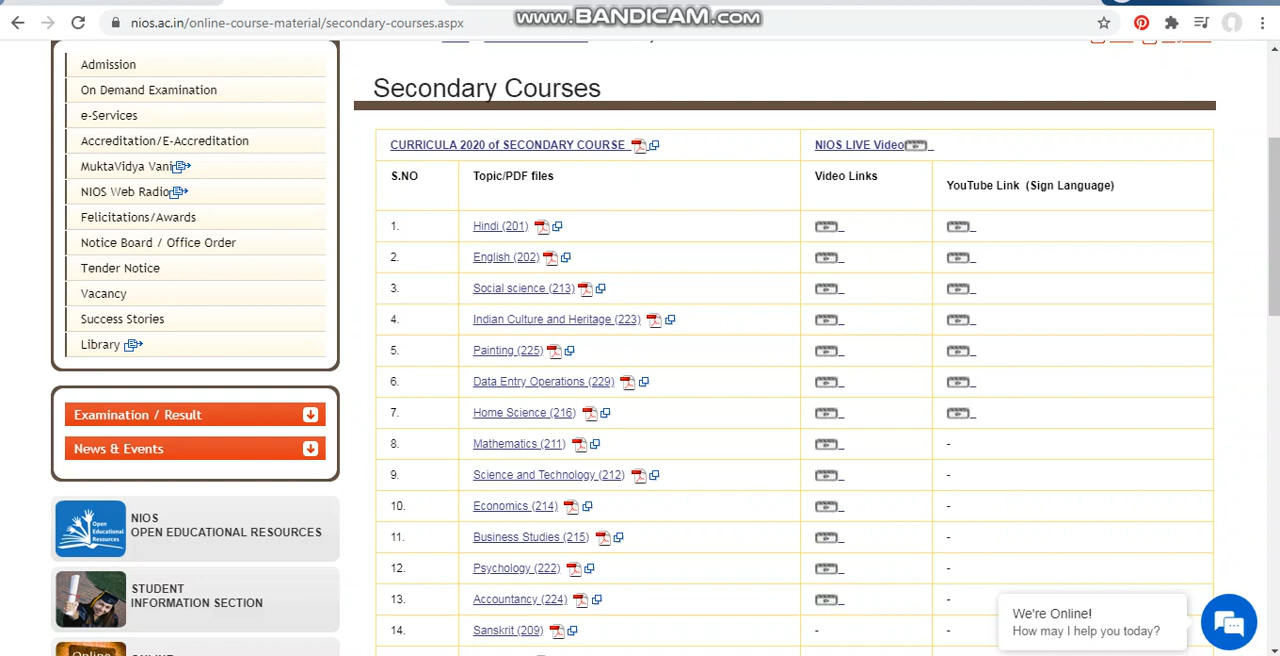 nios.ac.in/online-course-material/secondary-courses.aspx
www.BANDICAM.com
Admission
On Demand Examination
e-Services
Accreditation/E-Accreditation
MuktaVidya Vani
NIOS Web Radio
Felicitations/Awards
Notice Board / Office Order
Tender Notice
Vacancy
Success Stories
Library
Examination / Result
News & Events
Open
Educational
Resources
NIOS
OPEN EDUCATIONAL RESOURCES
STUDENT
INFORMATION SECTION
Secondary Courses
CURRICULA 2020 of SECONDARY COURSE NIOS LIVE Video
S.NO Topic/PDF files Video Links YouTube Link (Sign Language)
1. Hindi (201)
2. English (202)
3. Social science (213)
4. Indian Culture and Heritage (223)
5. Painting (225)
6. Data Entry Operations (229)
7. Home Science (216)
8. Mathematics (211) -
9. Science and Technology (212) -
10. Economics (214) -
11. Business Studies (215) -
12. Psychology (222) -
13. Accountancy (224) -
14. Sanskrit (209) - -
We're Online!
How may I help you today?